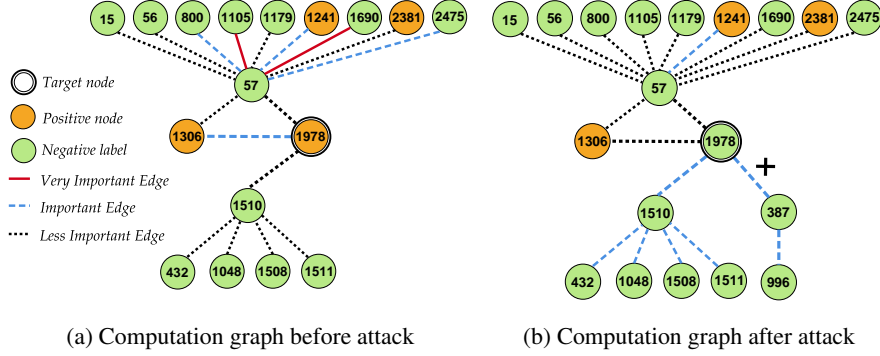 15 56 800 1105 1179 1241 1690 2381 2475
57
1306 1978
1510
432 1048 1508 1511
Target node
Positive node
Negative label
Very Important Edge
Important Edge
Less Important Edge
(a) Computation graph before attack
15 56 800 1105 1179 1241 1690 2381 2475
57
1306 1978
+
1510 387
432 1048 1508 1511 996
(b) Computation graph after attack